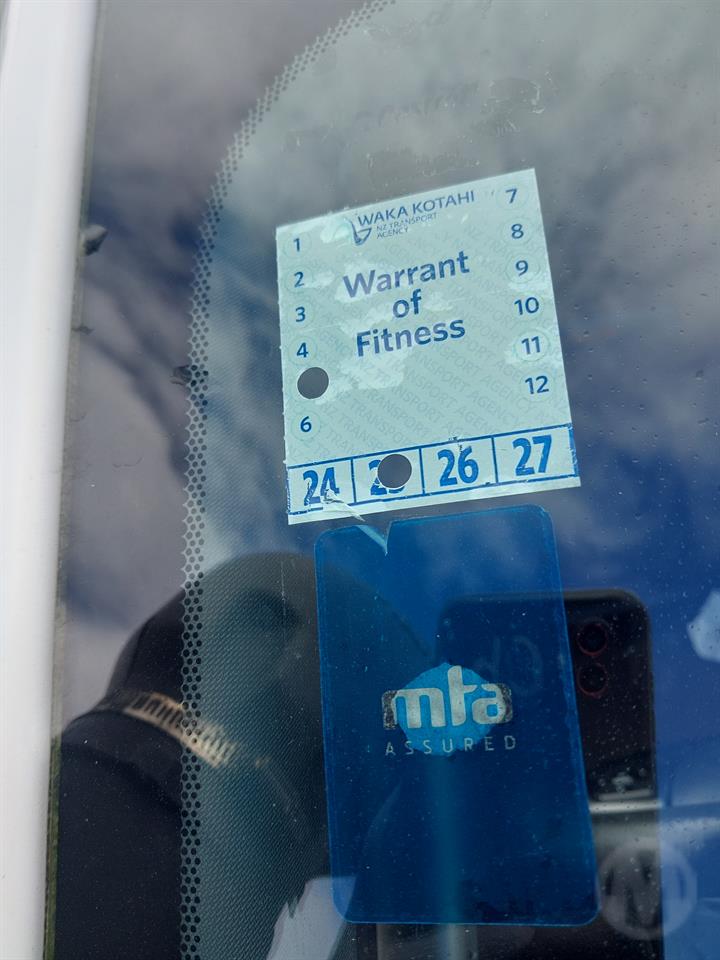 WAKA KOTAHI
NZ TRANSPORT
AGENCY
Warrant
of
Fitness
1
2
3
4
6
7
8
9
10
11
12
24
26
27
mta
ASSURED